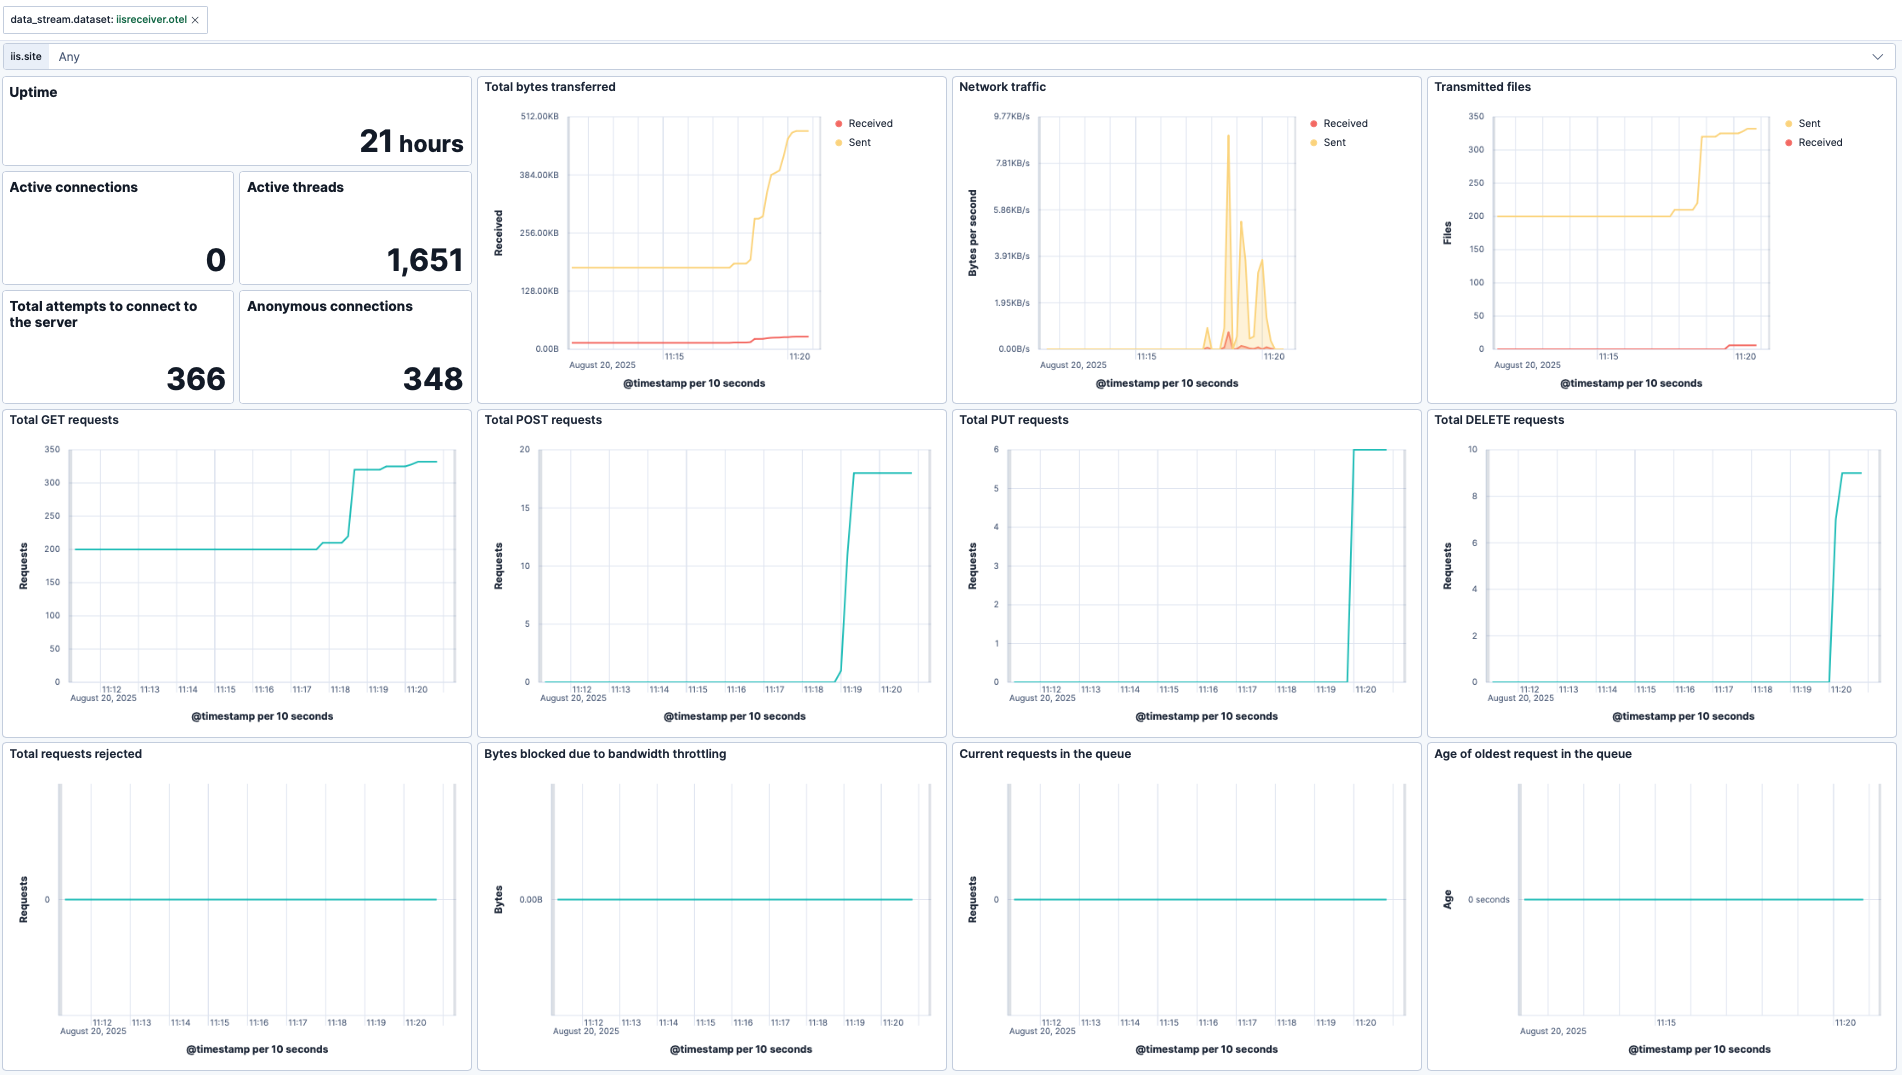 data_stream.dataset: iisreceiver.otel ×
iis.site Any
Uptime
21 hours
Active connections
0
Active threads
1,651
Total attempts to connect to
the server
366
Anonymous connections
348
Total bytes transferred
Received
512.00KB
384.00KB
256.00KB
128.00KB
0.00B
11:15 11:20
August 20, 2025
@timestamp per 10 seconds
Received
Sent
Network traffic
Bytes per second
9.77KB/s
7.81KB/s
5.86KB/s
3.91KB/s
1.95KB/s
0.00B/s
11:15 11:20
August 20, 2025
@timestamp per 10 seconds
Received
Sent
Transmitted files
Files
350
300
250
200
150
100
50
0
11:15 11:20
August 20, 2025
@timestamp per 10 seconds
Sent
Received
Total GET requests
Requests
350
300
250
200
150
100
50
0
11:12 11:13 11:14 11:15 11:16 11:17 11:18 11:19 11:20
August 20, 2025
@timestamp per 10 seconds
Total POST requests
Requests
20
15
10
5
0
11:12 11:13 11:14 11:15 11:16 11:17 11:18 11:19 11:20
August 20, 2025
@timestamp per 10 seconds
Total PUT requests
Requests
6
5
4
3
2
1
0
11:12 11:13 11:14 11:15 11:16 11:17 11:18 11:19 11:20
August 20, 2025
@timestamp per 10 seconds
Total DELETE requests
Requests
10
8
6
4
2
0
11:12 11:13 11:14 11:15 11:16 11:17 11:18 11:19 11:20
August 20, 2025
@timestamp per 10 seconds
Total requests rejected
Requests
0
11:12 11:13 11:14 11:15 11:16 11:17 11:18 11:19 11:20
August 20, 2025
@timestamp per 10 seconds
Bytes blocked due to bandwidth throttling
Bytes
0.00B
11:12 11:13 11:14 11:15 11:16 11:17 11:18 11:19 11:20
August 20, 2025
@timestamp per 10 seconds
Current requests in the queue
Requests
0
11:12 11:13 11:14 11:15 11:16 11:17 11:18 11:19 11:20
August 20, 2025
@timestamp per 10 seconds
Age of oldest request in the queue
Age
0 seconds
11:15 11:20
August 20, 2025
@timestamp per 10 seconds